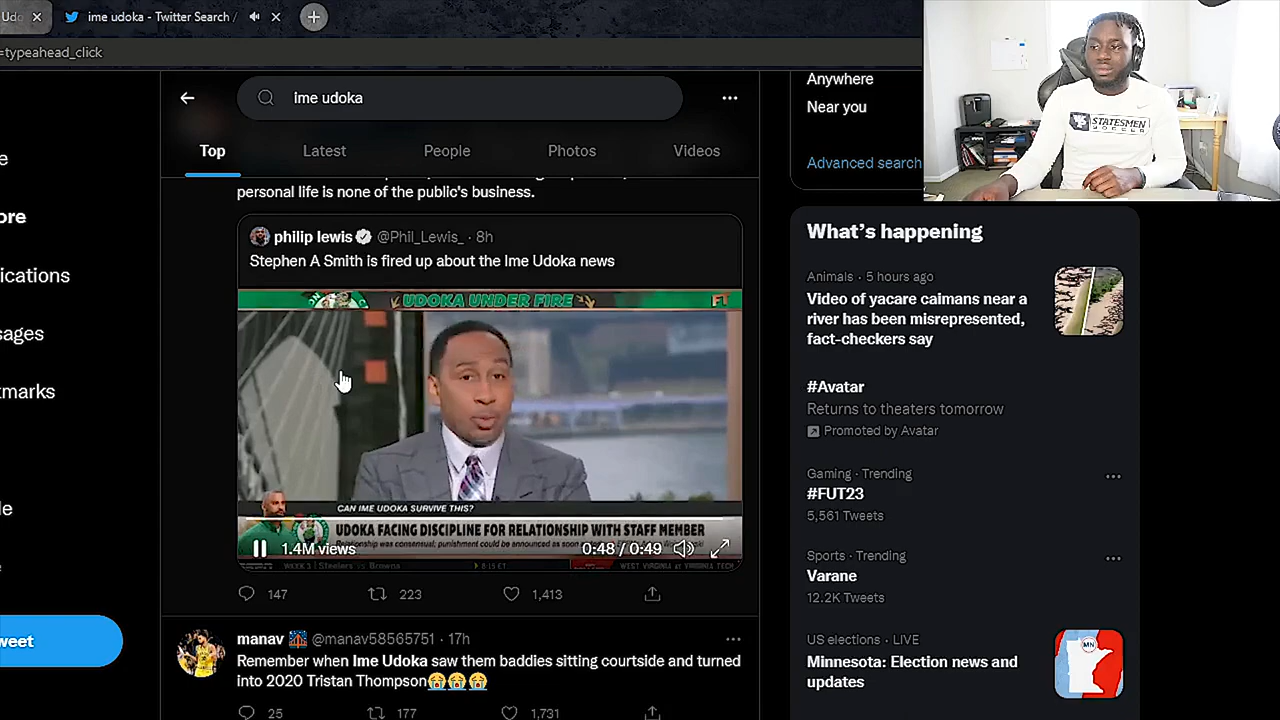 Ud
ime udoka - Twitter Search /
=typeahead_click
ime udoka
Top
Latest
People
Photos
Videos
personal life is none of the public's business.
philip lewis @Phil_Lewis_ · 8h
Stephen A Smith is fired up about the Ime Udoka news
UDOKA UNDER FIRE
FT
CAN IME UDOKA SURVIVE THIS?
UDOKA FACING DISCIPLINE FOR RELATIONSHIP WITH STAFF MEMBER
1.4M views
0:48 / 0:49
147
223
1,413
manav @manav58565751 · 17h
Remember when Ime Udoka saw them baddies sitting courtside and turned
into 2020 Tristan Thompson😭😭😭
25
177
1,731
e
ore
ications
sages
marks
le
weet
Anywhere
Near you
Advanced search
STATESMEN
SOCCER
What's happening
Animals · 5 hours ago
Video of yacare caimans near a
river has been misrepresented,
fact-checkers say
#Avatar
Returns to theaters tomorrow
Promoted by Avatar
Gaming · Trending
#FUT23
5,561 Tweets
Sports · Trending
Varane
12.2K Tweets
US elections · LIVE
Minnesota: Election news and
updates
MN